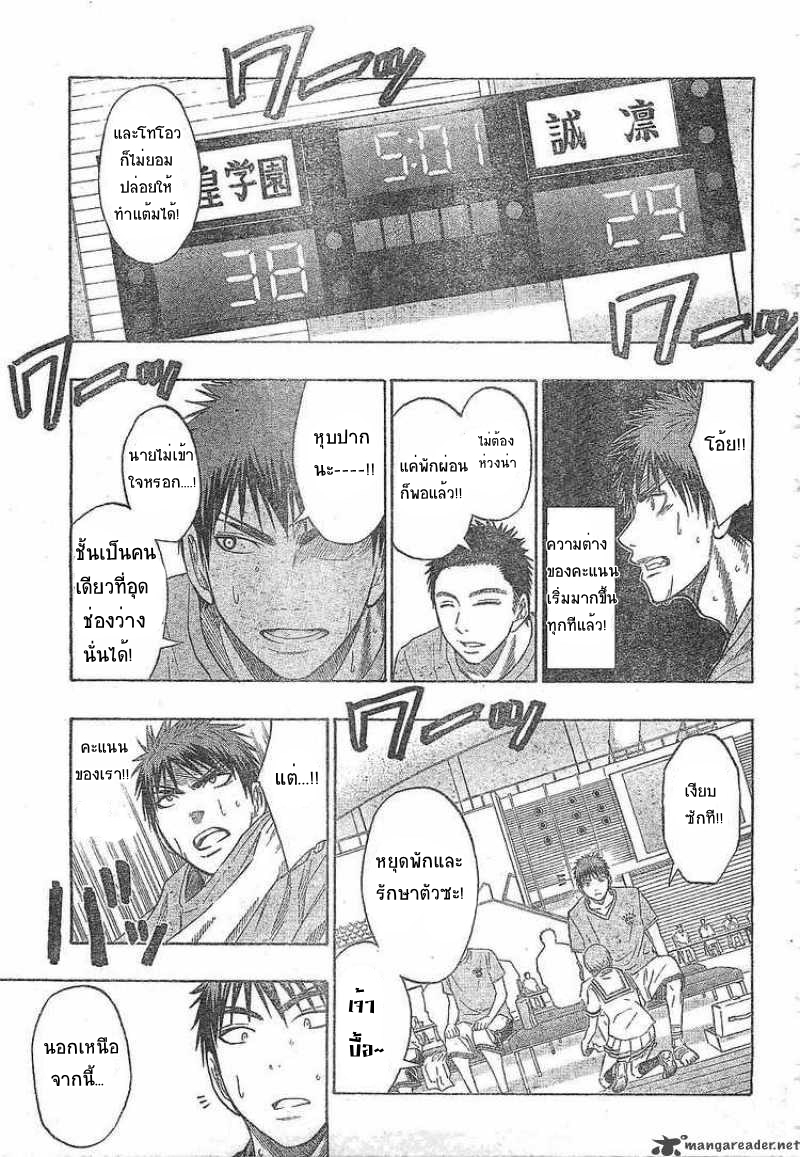 ワーッ
และโทโอว
ก็ไม่ยอม
ปล่อยให้
ทำแต้มได้!
皇学園
5:01
誠凛
38
29
ワーッ
ワーッ
โอ้ย!!
ความต่าง
ของคะแนน
เริ่มมากขึ้น
ทุกทีแล้ว!
ไม่ต้อง
ห่วงน่า
แค่พักผ่อน
ก็พอแล้ว!!
หุบปาก
นะ----!!
นายไม่เข้า
ใจหรอก....!
ชั้นเป็นคน
เดียวที่อุด
ช่องว่าง
นั่นได้!
ワーッ
เงียบ
ซักที!!
หยุดพักและ
รักษาตัวซะ!
เจ้า
บื้อ~
แต่...!!
คะแนน
ของเรา!!
นอกเหนือ
จากนี้...
mangareader.net